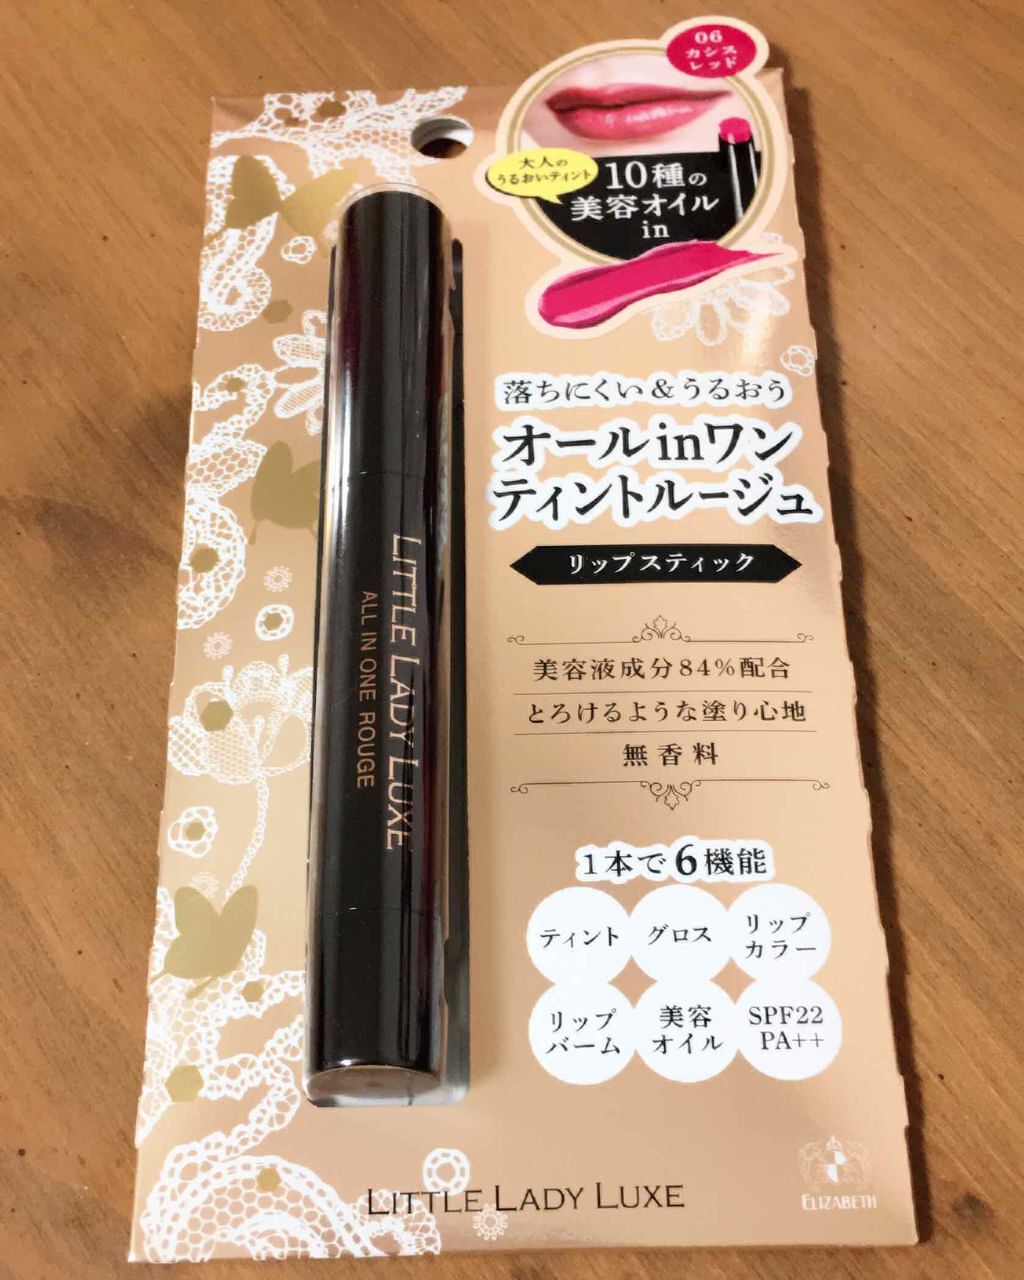 06
カシス
レッド
大人の
うるおいティント
10種の
美容オイル
in
落ちにくい&うるおう
オールinワン
ティントルージュ
リップスティック
美容液成分84%配合
とろけるような塗り心地
無香料
1本で6機能
ティント
グロス
リップ
カラー
リップ
バーム
美容
オイル
SPF22
PA++
LITTLE LADY LUXE
ALL IN ONE ROUGE
LITTLE LADY LUXE
ELIZABETH